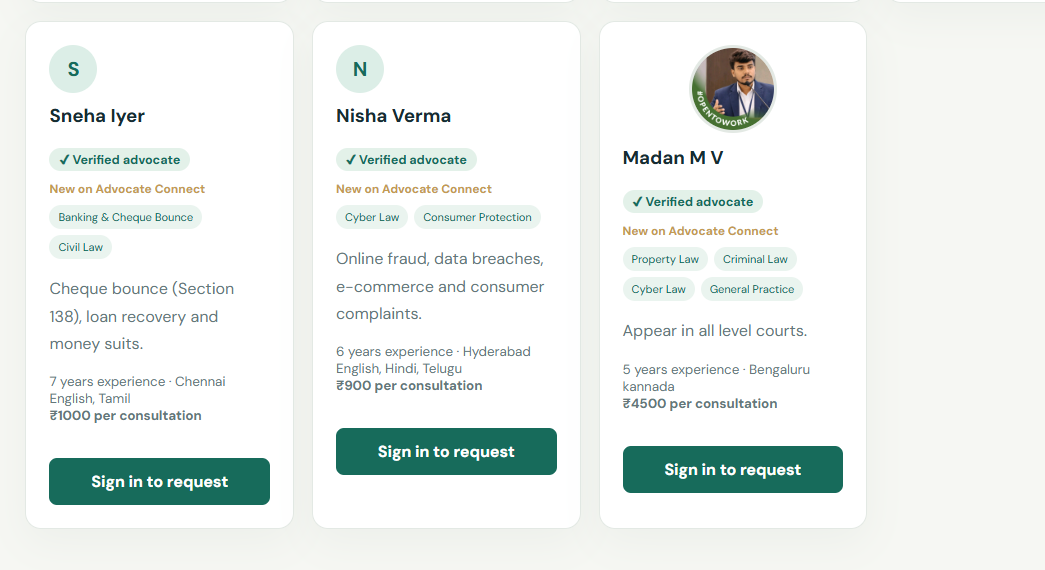 S
Sneha Iyer
✓ Verified advocate
New on Advocate Connect
Banking & Cheque Bounce
Civil Law
Cheque bounce (Section
138), loan recovery and
money suits.
7 years experience · Chennai
English, Tamil
₹1000 per consultation
Sign in to request
N
Nisha Verma
✓ Verified advocate
New on Advocate Connect
Cyber Law
Consumer Protection
Online fraud, data breaches,
e-commerce and consumer
complaints.
6 years experience · Hyderabad
English, Hindi, Telugu
₹900 per consultation
Sign in to request
#OPENTOWORK
Madan M V
✓ Verified advocate
New on Advocate Connect
Property Law
Criminal Law
Cyber Law
General Practice
Appear in all level courts.
5 years experience · Bengaluru
kannada
₹4500 per consultation
Sign in to request